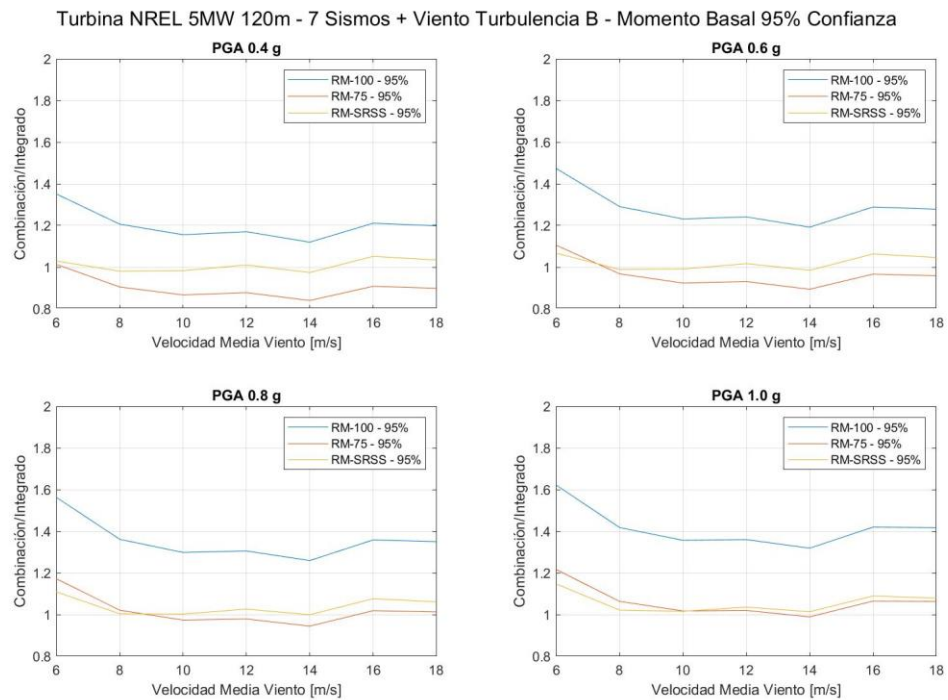 Turbina NREL 5MW 120m - 7 Sismos + Viento Turbulencia B - Momento Basal 95% Confianza
PGA 0.4 g
2
1.8
1.6
1.4
1.2
1
0.8
Combinación/Integrado
RM-100 - 95%
RM-75 - 95%
RM-SRSS - 95%
6 8 10 12 14 16 18
Velocidad Media Viento [m/s]
PGA 0.6 g
2
1.8
1.6
1.4
1.2
1
0.8
Combinación/Integrado
RM-100 - 95%
RM-75 - 95%
RM-SRSS - 95%
6 8 10 12 14 16 18
Velocidad Media Viento [m/s]
PGA 0.8 g
2
1.8
1.6
1.4
1.2
1
0.8
Combinación/Integrado
RM-100 - 95%
RM-75 - 95%
RM-SRSS - 95%
6 8 10 12 14 16 18
Velocidad Media Viento [m/s]
PGA 1.0 g
2
1.8
1.6
1.4
1.2
1
0.8
Combinación/Integrado
RM-100 - 95%
RM-75 - 95%
RM-SRSS - 95%
6 8 10 12 14 16 18
Velocidad Media Viento [m/s]